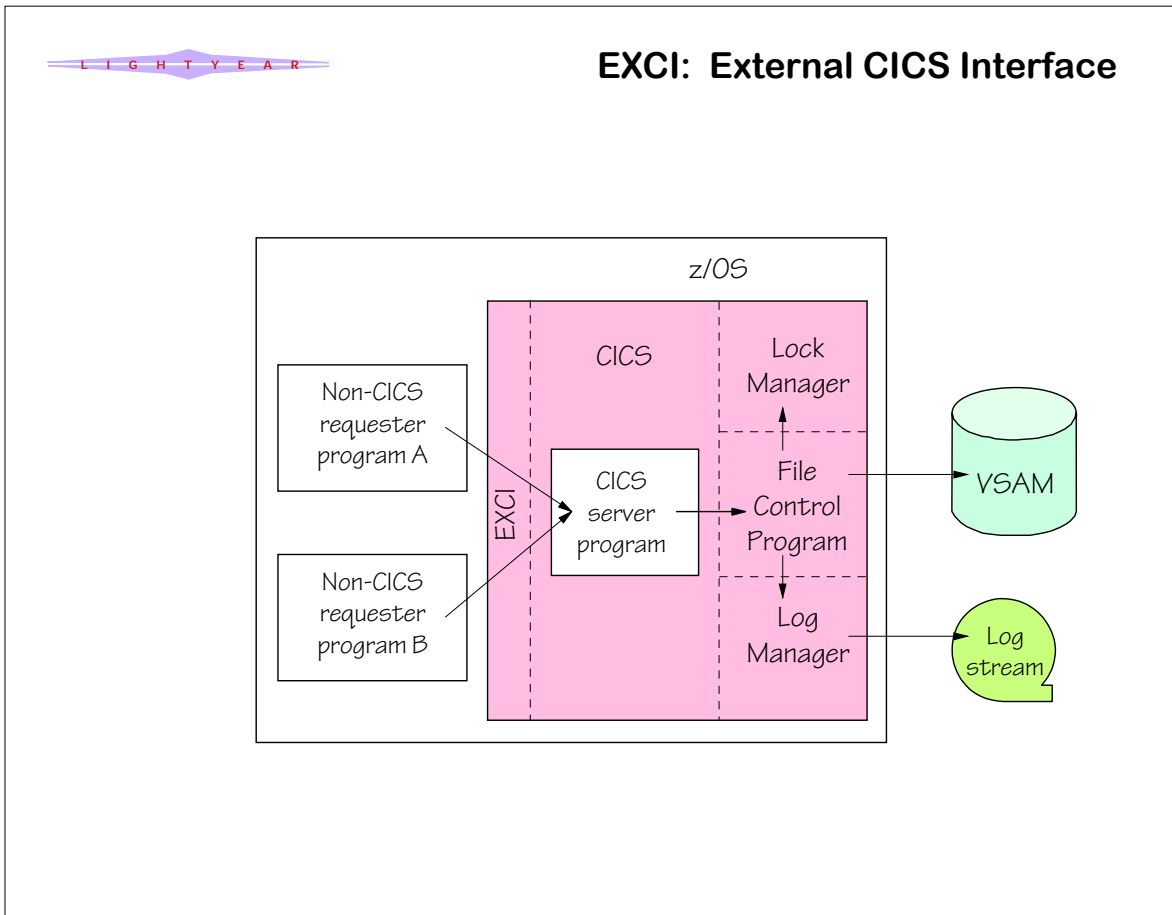 LIGHTYEAR
EXCI: External CICS Interface
z/OS
Non-CICS
requester
program A
Non-CICS
requester
program B
EXCI
CICS
CICS
server
program
Lock
Manager
File
Control
Program
Log
Manager
VSAM
Log
stream